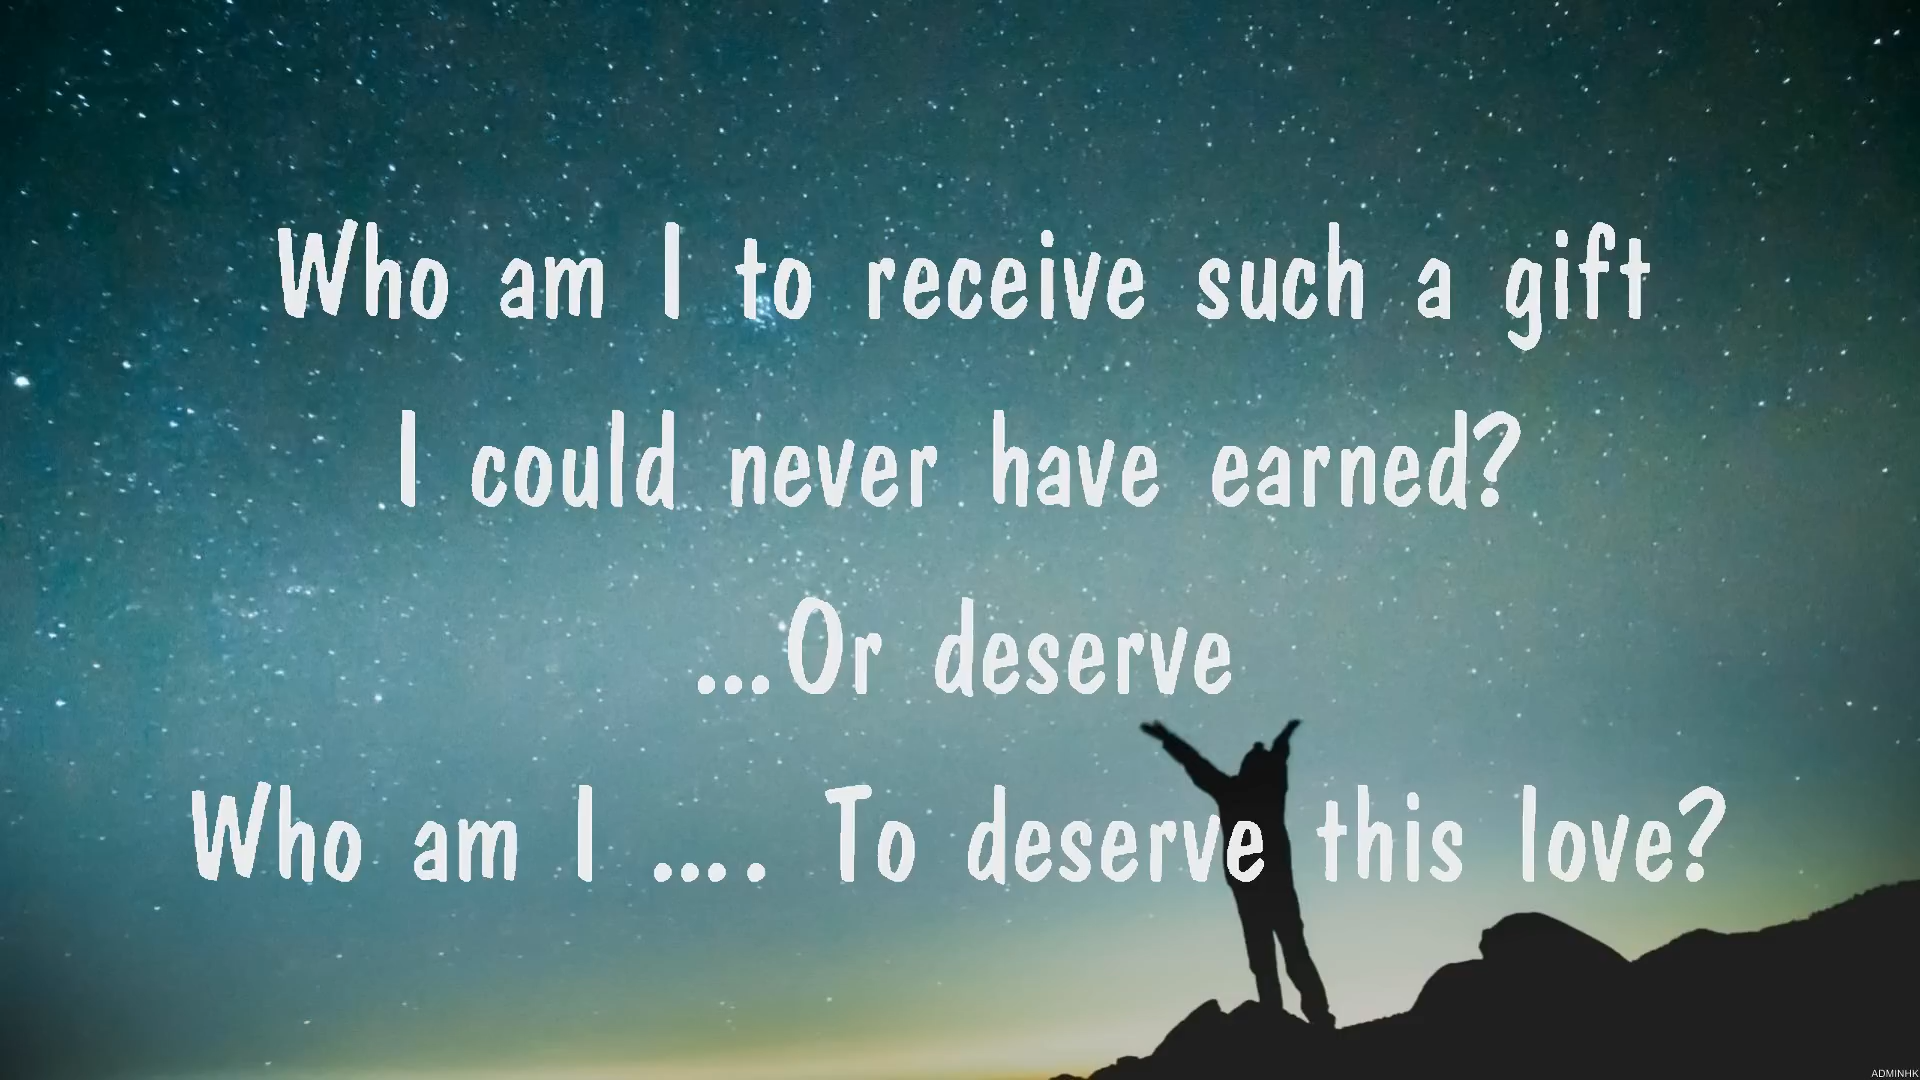 Who am I to receive such a gift
I could never have earned?
...Or deserve
Who am I .... To deserve this love?
ADMINHK